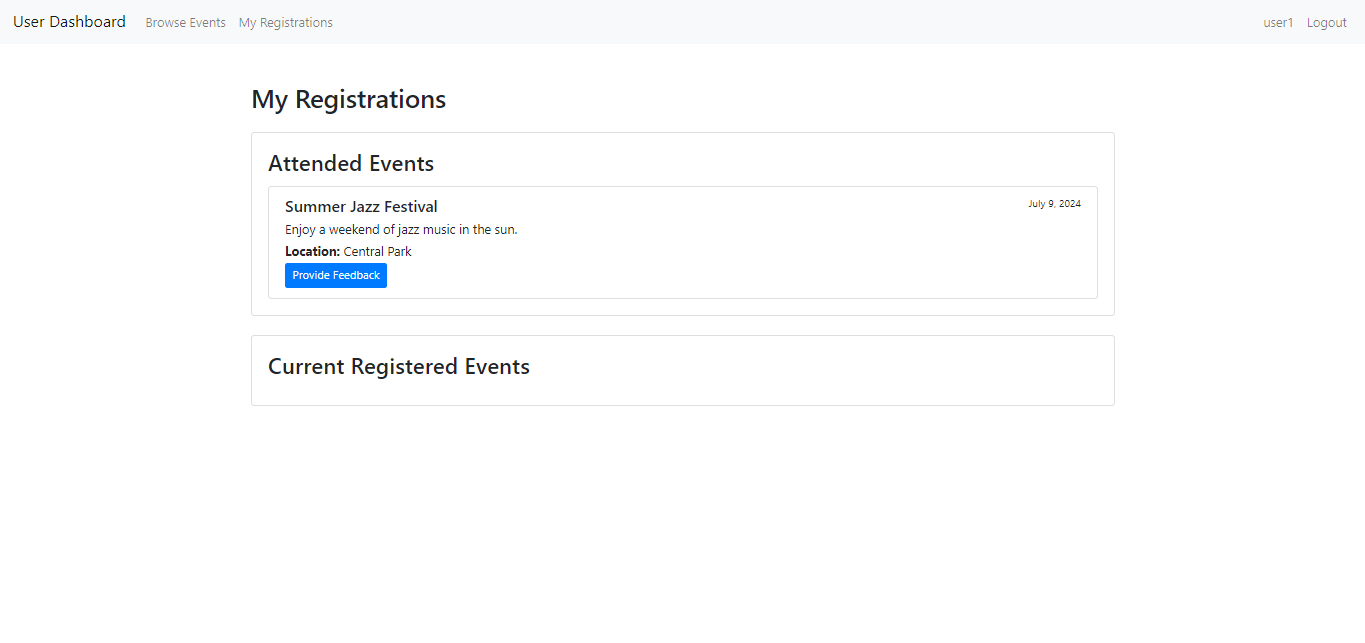 User Dashboard Browse Events My Registrations user1 Logout
My Registrations
Attended Events
Summer Jazz Festival July 9, 2024
Enjoy a weekend of jazz music in the sun.
Location: Central Park
Provide Feedback
Current Registered Events